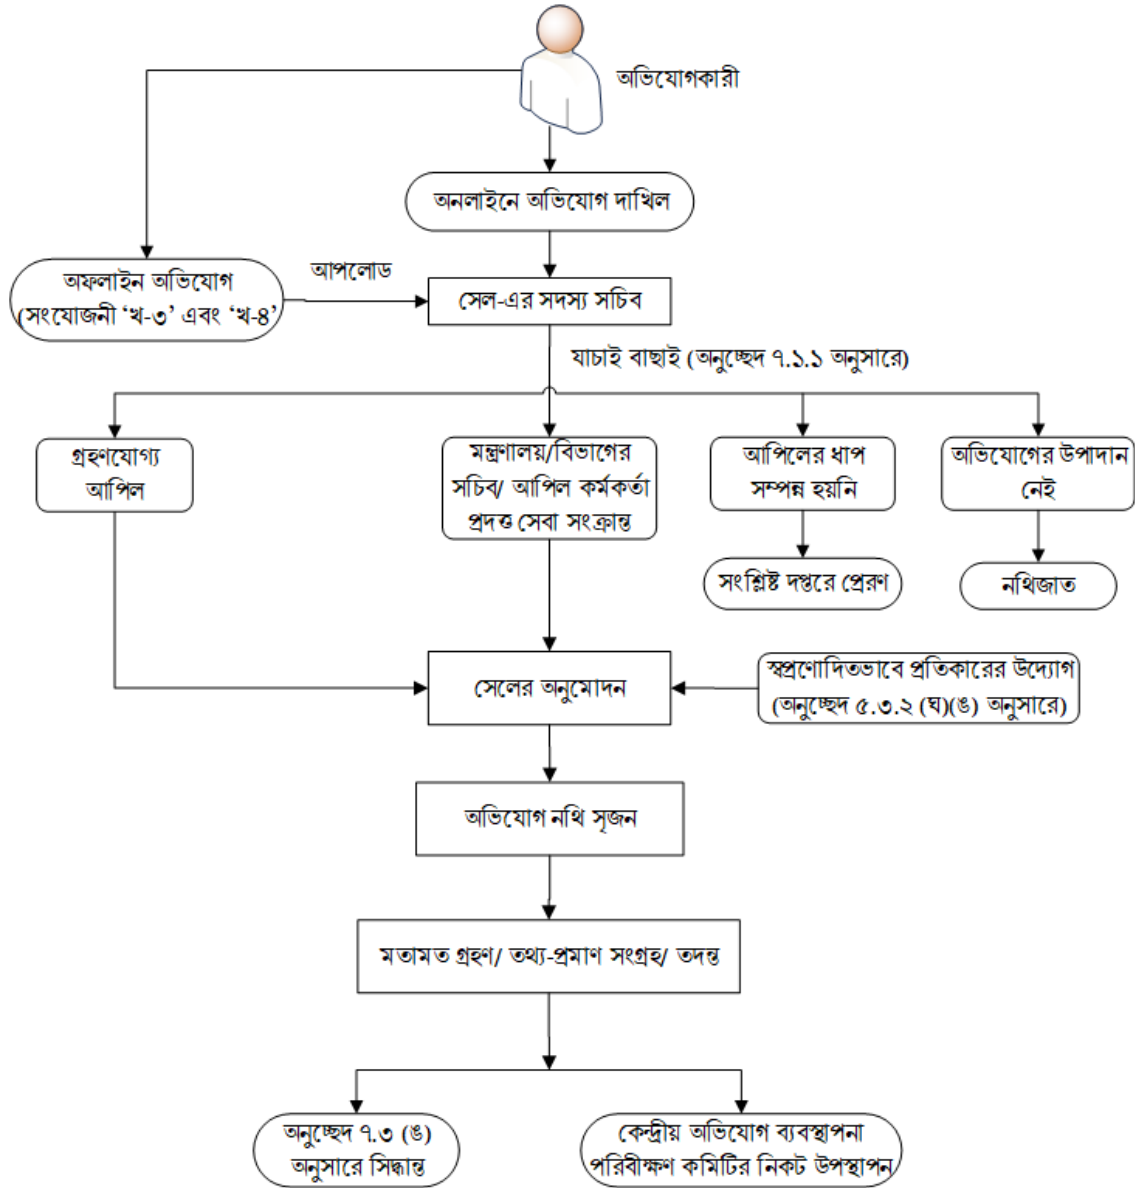 অভিযোগকারী
অনলাইনে অভিযোগ দাখিল
অফলাইন অভিযোগ
(সংযোজনী ‘খ-৩’ এবং ‘খ-৪’
আপলোড
সেল-এর সদস্য সচিব
যাচাই বাছাই (অনুচ্ছেদ ৭.১.১ অনুসারে)
গ্রহণযোগ্য
আপিল
মন্ত্রণালয়/বিভাগের
সচিব/ আপিল কর্মকর্তা
প্রদত্ত সেবা সংক্রান্ত
আপিলের ধাপ
সম্পন্ন হয়নি
অভিযোগের উপাদান
নেই
সংশ্লিষ্ট দপ্তরে প্রেরণ
নথিজাত
সেলের অনুমোদন
স্বপ্রণোদিতভাবে প্রতিকারের উদ্যোগ
(অনুচ্ছেদ ৫.৩.২ (ঘ)(ঙ) অনুসারে)
অভিযোগ নথি সৃজন
মতামত গ্রহণ/ তথ্য-প্রমাণ সংগ্রহ/ তদন্ত
অনুচ্ছেদ ৭.৩ (ঙ)
অনুসারে সিদ্ধান্ত
কেন্দ্রীয় অভিযোগ ব্যবস্থাপনা
পরিবীক্ষণ কমিটির নিকট উপস্থাপন